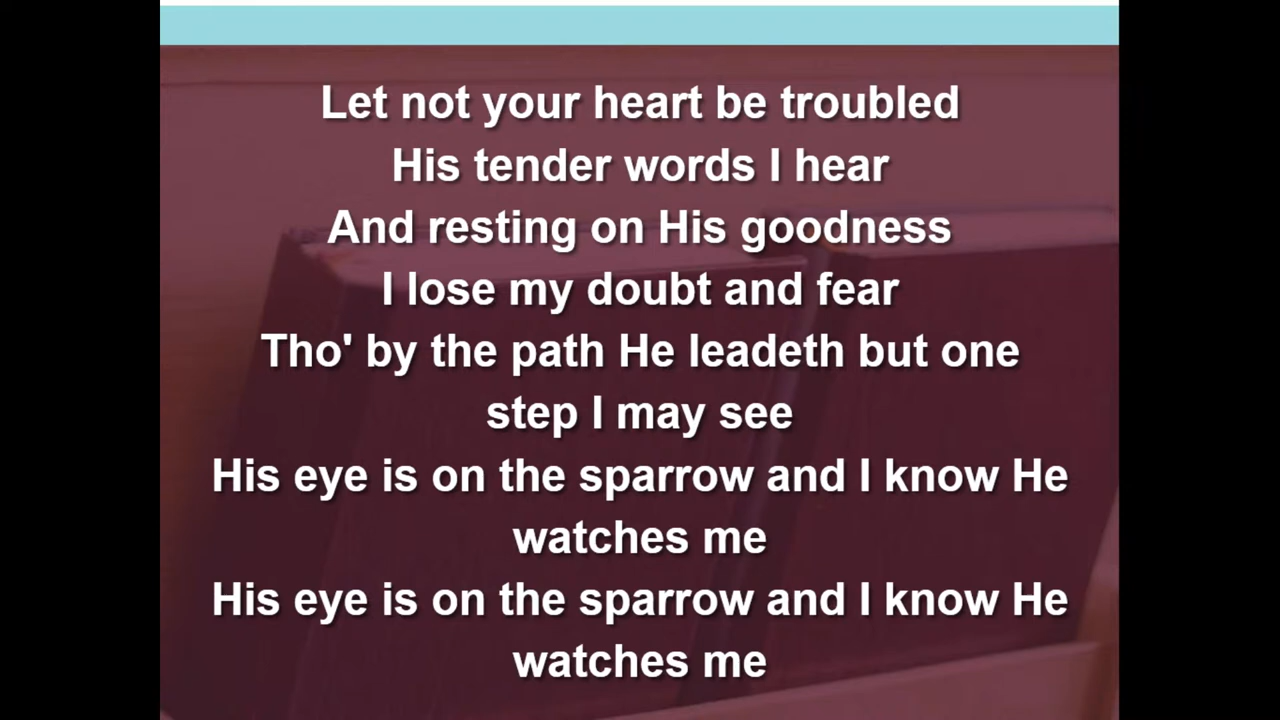 Let not your heart be troubled
His tender words I hear
And resting on His goodness
I lose my doubt and fear
Tho' by the path He leadeth but one
step I may see
His eye is on the sparrow and I know He
watches me
His eye is on the sparrow and I know He
watches me